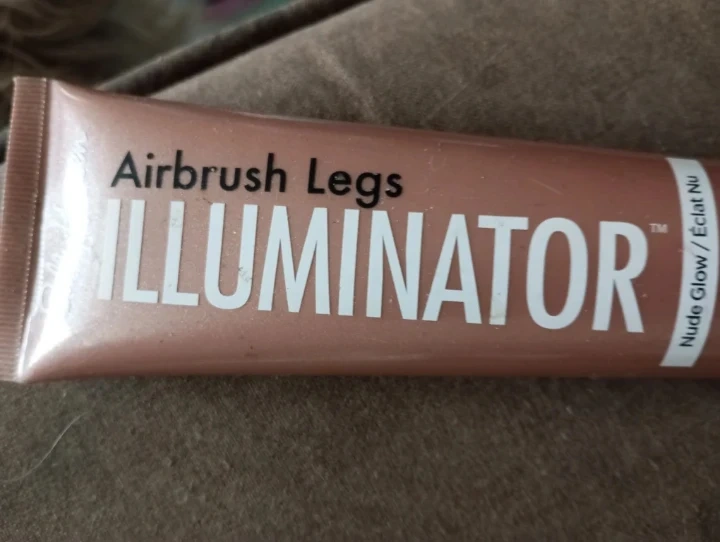 Airbrush Legs
ILLUMINATOR™
Nude Glow / Éclat Nu